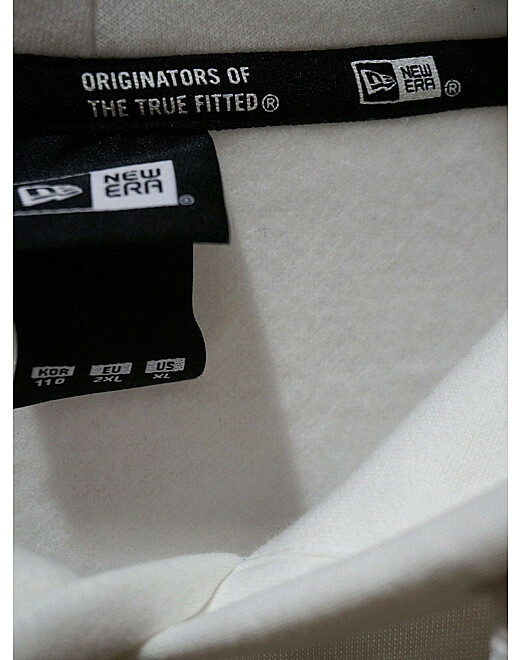 ORIGINATORS OF
THE TRUE FITTED®
NEW
ERA®
NEW
ERA®
KOR EU US
110 2XL XL